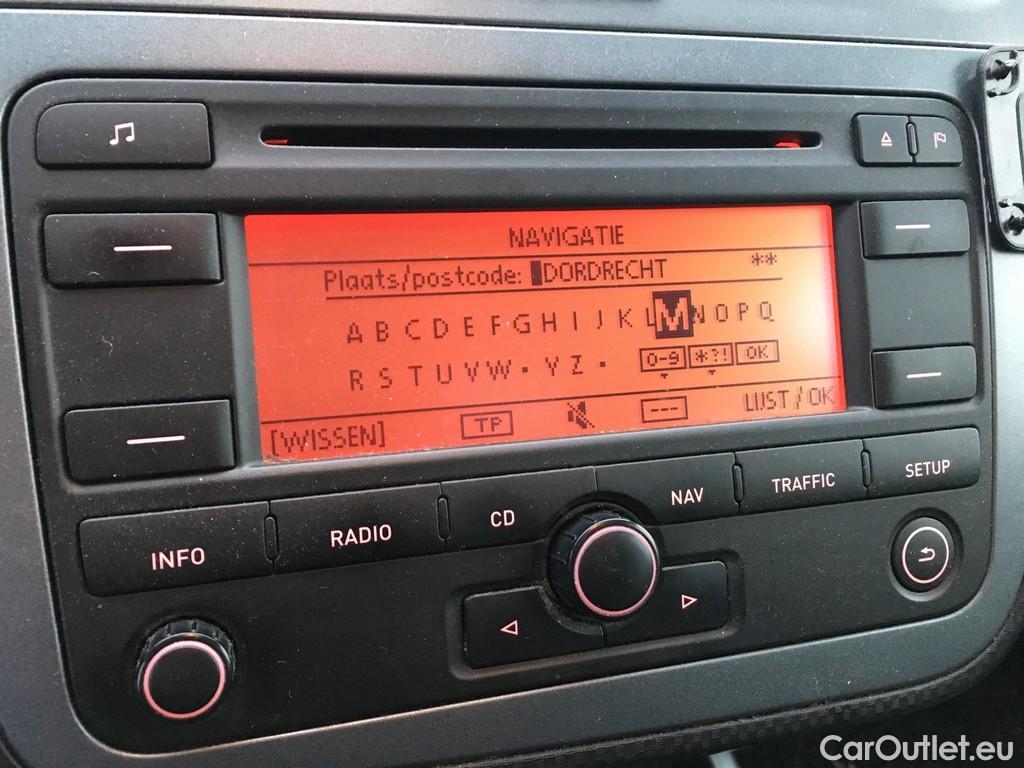 NAVIGATIE
Plaats/postcode: DORDRECHT **
A B C D E F G H I J K L M N O P Q
R S T U V W · Y Z · 0-9 *?! OK
[WISSEN] TP --- LIJST / OK
INFO RADIO CD NAV TRAFFIC SETUP
CarOutlet.eu